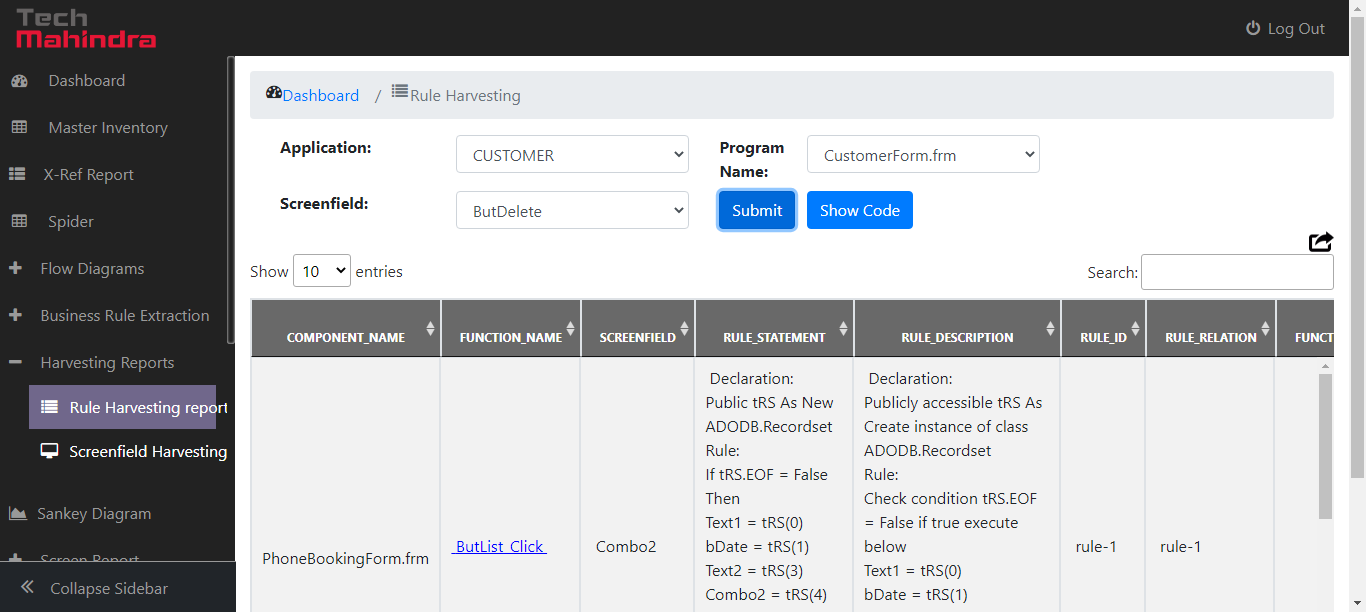 Tech
Mahindra
Log Out
Dashboard
Master Inventory
X-Ref Report
Spider
Flow Diagrams
Business Rule Extraction
Harvesting Reports
Rule Harvesting report
Screenfield Harvesting
Sankey Diagram
Screen Report
Collapse Sidebar
Dashboard / Rule Harvesting
Application: CUSTOMER
Program Name: CustomerForm.frm
Screenfield: ButDelete
Submit Show Code
Show 10 entries
Search:
COMPONENT_NAME FUNCTION_NAME SCREENFIELD RULE_STATEMENT RULE_DESCRIPTION RULE_ID RULE_RELATION FUNCT
PhoneBookingForm.frm
ButList_Click
Combo2
Declaration:
Public tRS As New
ADODB.Recordset
Rule:
If tRS.EOF = False
Then
Text1 = tRS(0)
bDate = tRS(1)
Text2 = tRS(3)
Combo2 = tRS(4)
Declaration:
Publicly accessible tRS As
Create instance of class
ADODB.Recordset
Rule:
Check condition tRS.EOF
= False if true execute
below
Text1 = tRS(0)
bDate = tRS(1)
rule-1
rule-1